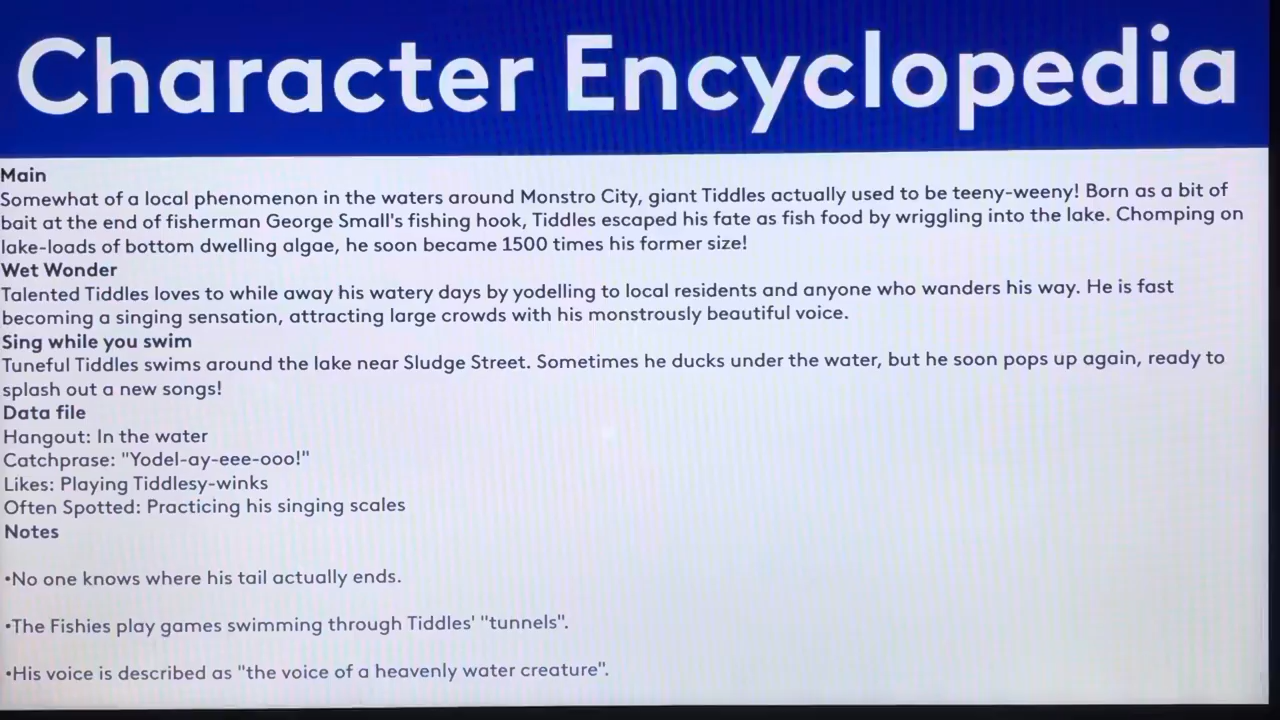 Character Encyclopedia
Main
Somewhat of a local phenomenon in the waters around Monstro City, giant Tiddles actually used to be teeny-weeny! Born as a bit of
bait at the end of fisherman George Small's fishing hook, Tiddles escaped his fate as fish food by wriggling into the lake. Chomping on
lake-loads of bottom dwelling algae, he soon became 1500 times his former size!
Wet Wonder
Talented Tiddles loves to while away his watery days by yodelling to local residents and anyone who wanders his way. He is fast
becoming a singing sensation, attracting large crowds with his monstrously beautiful voice.
Sing while you swim
Tuneful Tiddles swims around the lake near Sludge Street. Sometimes he ducks under the water, but he soon pops up again, ready to
splash out a new songs!
Data file
Hangout: In the water
Catchprase: "Yodel-ay-eee-ooo!"
Likes: Playing Tiddlesy-winks
Often Spotted: Practicing his singing scales
Notes
•No one knows where his tail actually ends.
•The Fishies play games swimming through Tiddles' "tunnels".
•His voice is described as "the voice of a heavenly water creature".